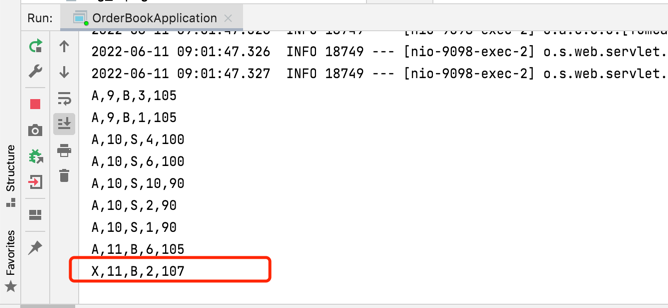 Run: OrderBookApplication ×
2022-06-11 09:01:47.326 INFO 18749 --- [nio-9098-exec-2] o.s.web.servlet.
2022-06-11 09:01:47.327 INFO 18749 --- [nio-9098-exec-2] o.s.web.servlet.
A,9,B,3,105
A,9,B,1,105
A,10,S,4,100
A,10,S,6,100
A,10,S,10,90
A,10,S,2,90
A,10,S,1,90
A,11,B,6,105
X,11,B,2,107
Structure
Favorites